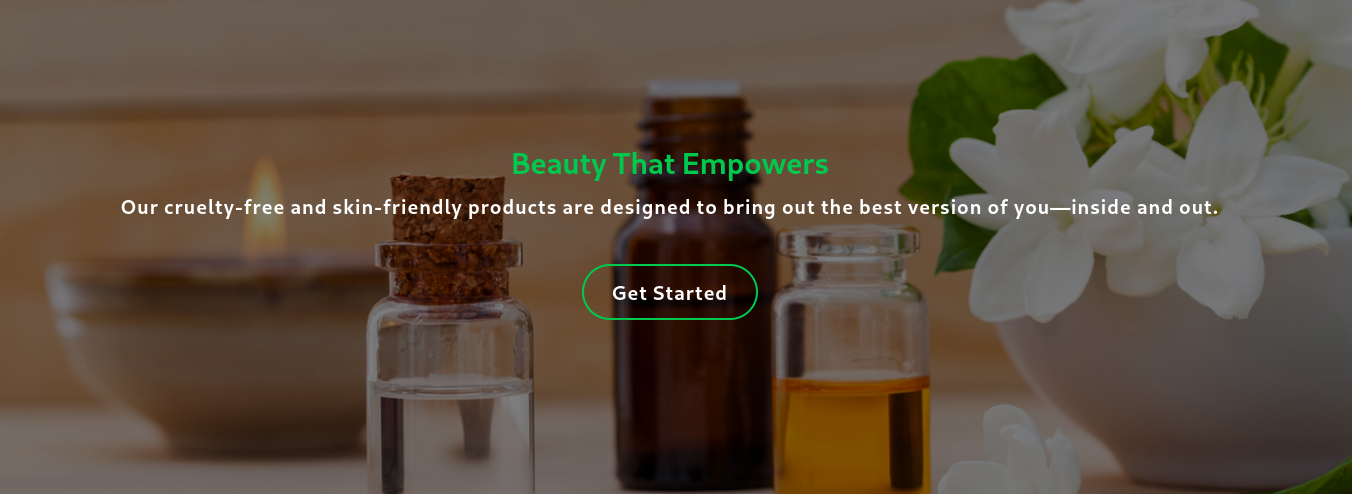 Beauty That Empowers
Our cruelty-free and skin-friendly products are designed to bring out the best version of you—inside and out.
Get Started